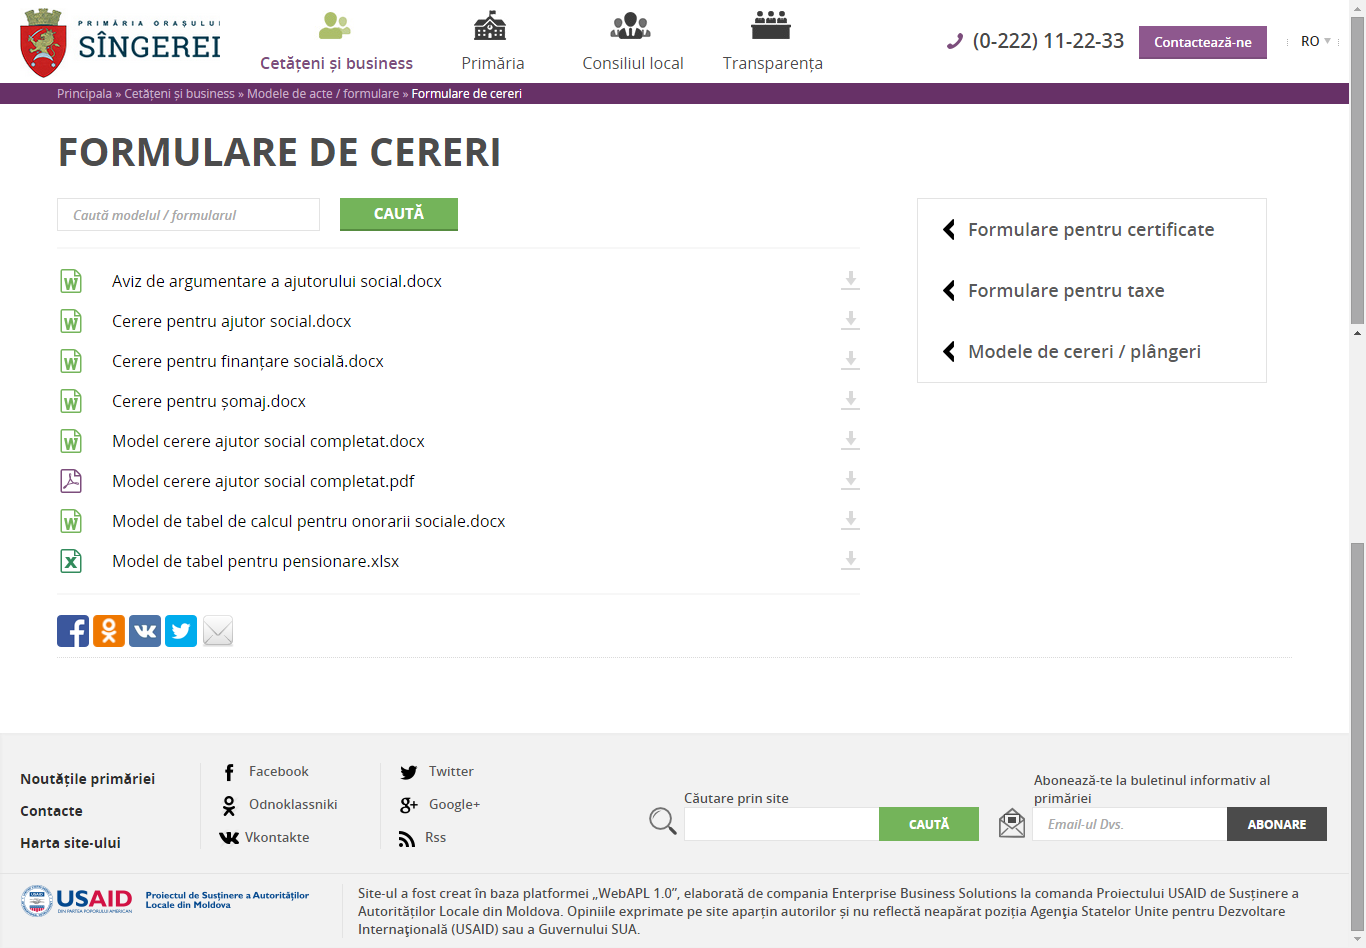 PRIMĂRIA ORAȘULUI
SÎNGEREI
Cetățeni și business
Primăria
Consiliul local
Transparența
(0-222) 11-22-33
Contactează-ne
RO
Principala » Cetățeni și business » Modele de acte / formulare » Formulare de cereri
FORMULARE DE CERERI
Caută modelul / formularul
CAUTĂ
Aviz de argumentare a ajutorului social.docx
Cerere pentru ajutor social.docx
Cerere pentru finanțare socială.docx
Cerere pentru șomaj.docx
Model cerere ajutor social completat.docx
Model cerere ajutor social completat.pdf
Model de tabel de calcul pentru onorarii sociale.docx
Model de tabel pentru pensionare.xlsx
Formulare pentru certificate
Formulare pentru taxe
Modele de cereri / plângeri
Noutățile primăriei
Contacte
Harta site-ului
Facebook
Odnoklassniki
Vkontakte
Twitter
Google+
Rss
Căutare prin site
CAUTĂ
Abonează-te la buletinul informativ al
primăriei
Email-ul Dvs.
ABONARE
USAID
DIN PARTEA POPORULUI AMERICAN
Proiectul de Susținere a Autorităților
Locale din Moldova
Site-ul a fost creat în baza platformei „WebAPL 1.0”, elaborată de compania Enterprise Business Solutions la comanda Proiectului USAID de Susținere a
Autorităților Locale din Moldova. Opiniile exprimate pe site aparțin autorilor și nu reflectă neapărat poziția Agenția Statelor Unite pentru Dezvoltare
Internațională (USAID) sau a Guvernului SUA.